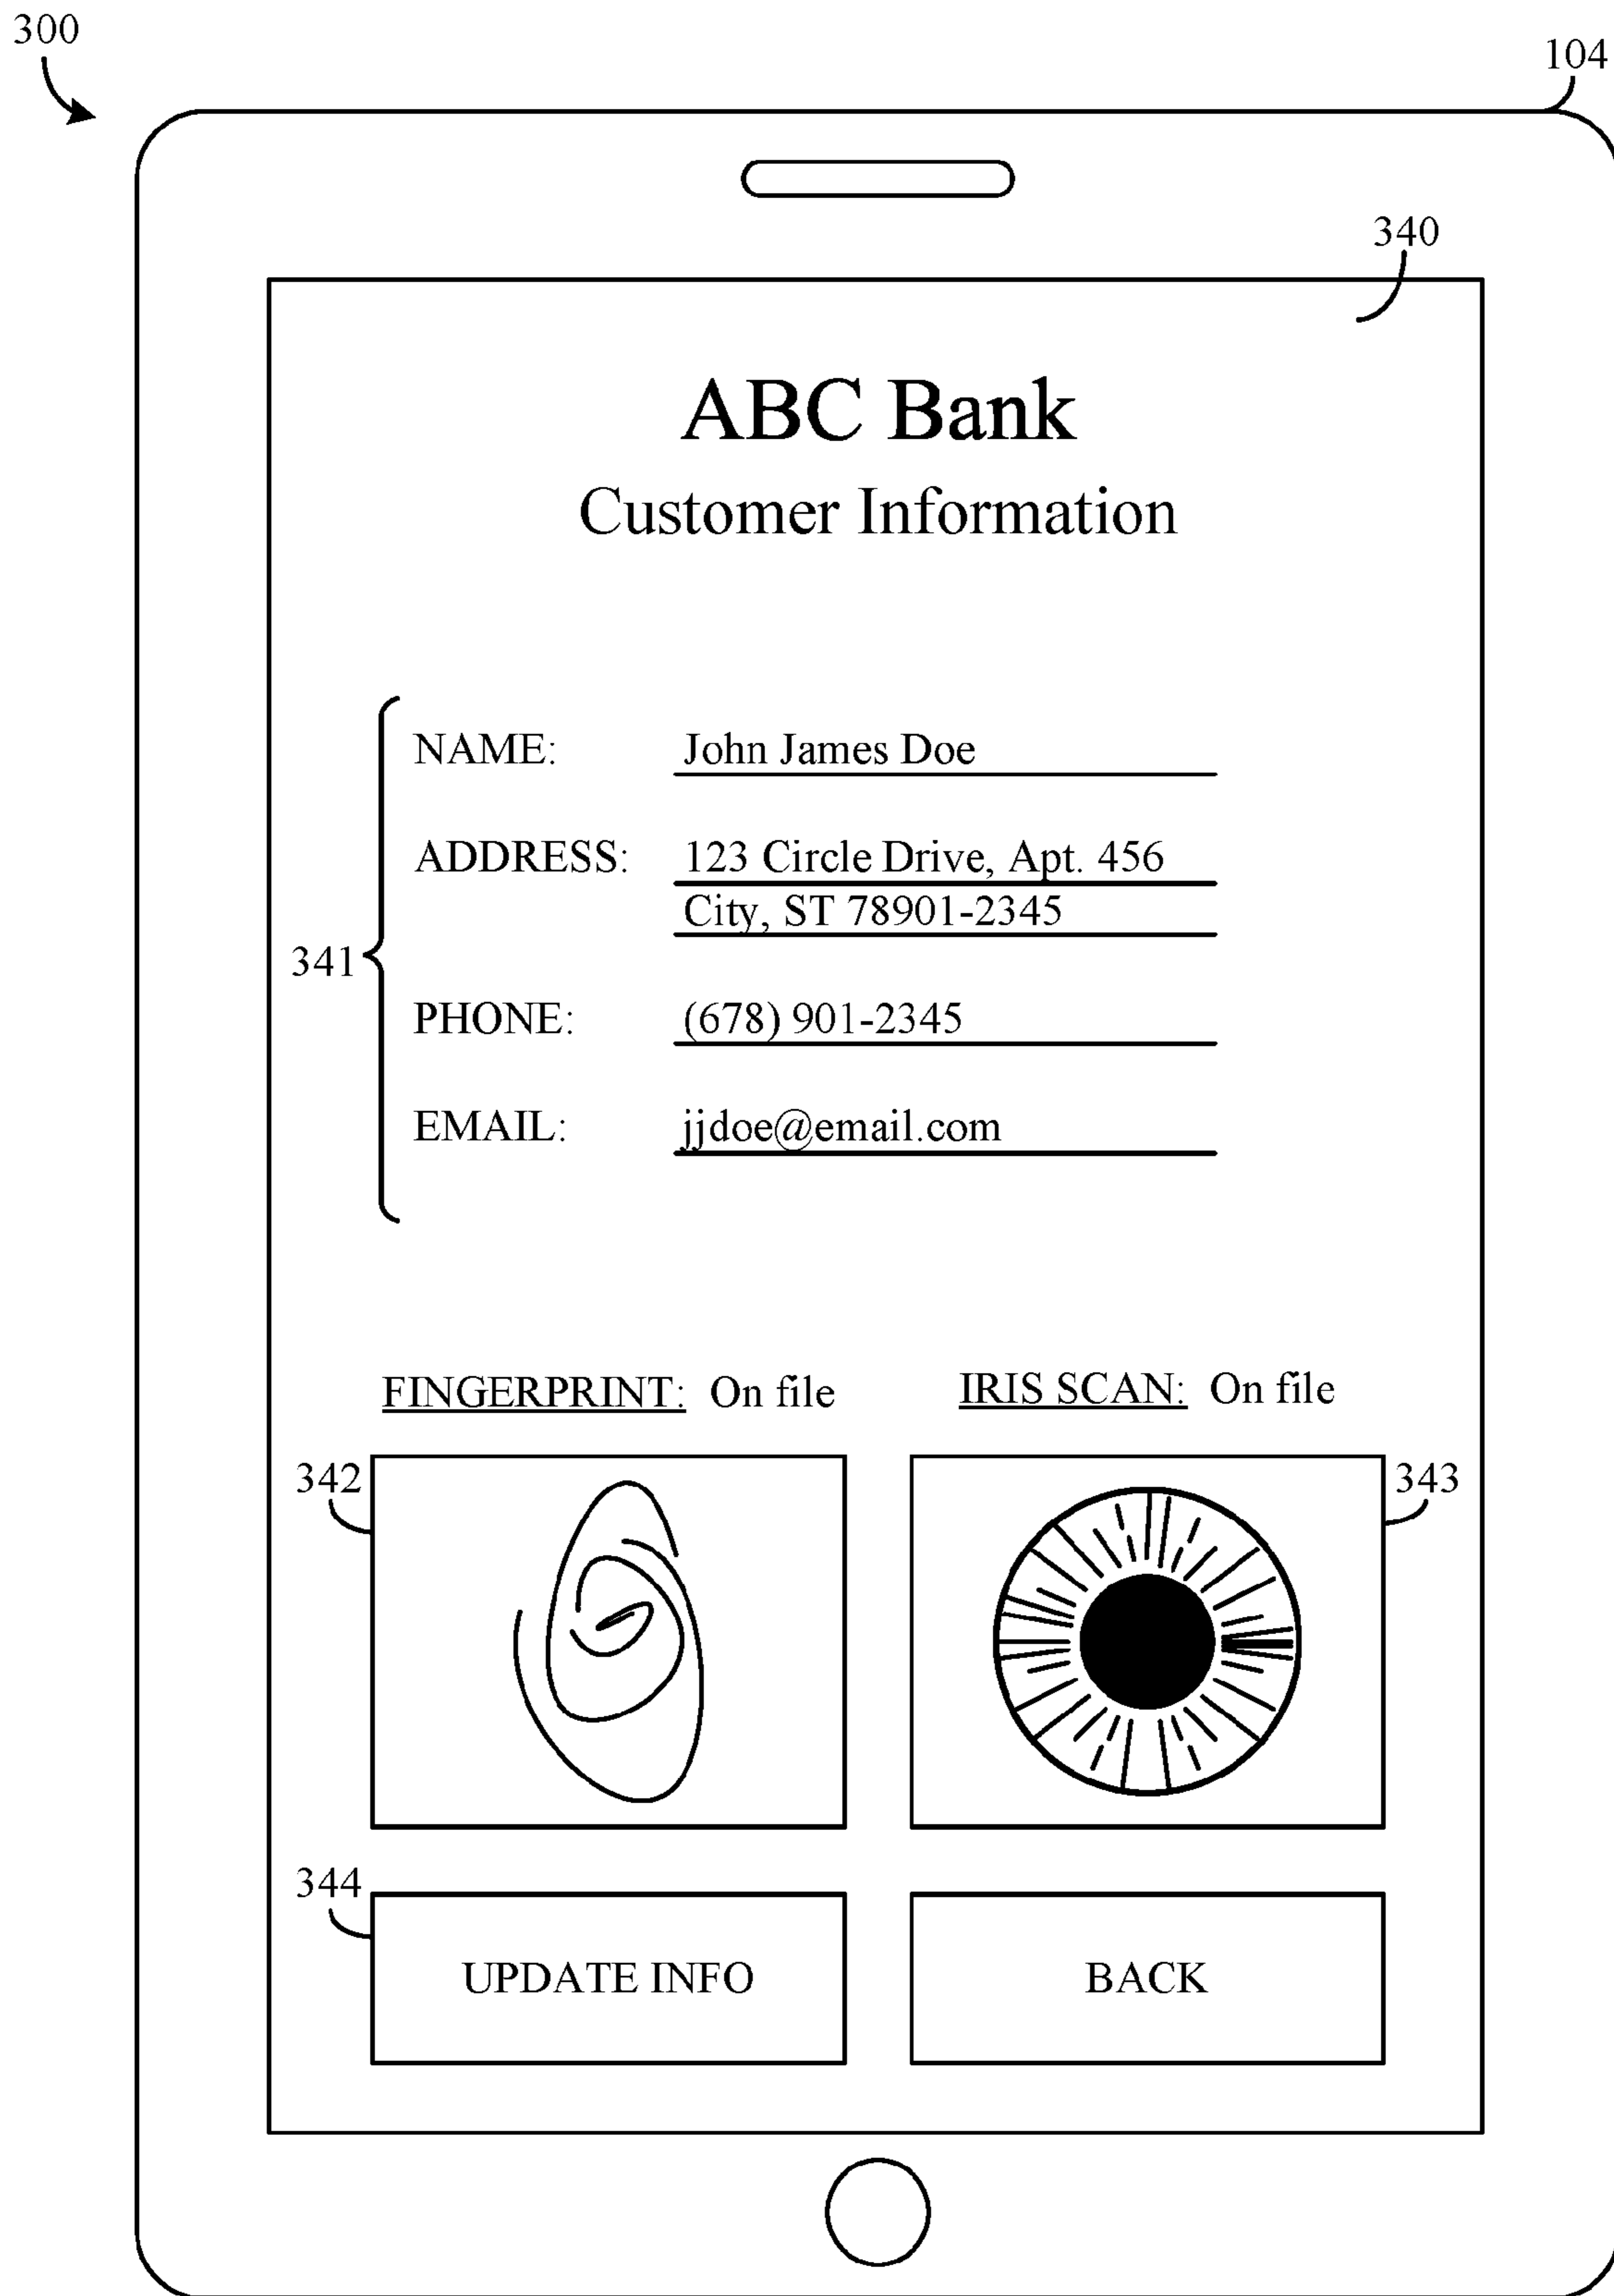 300
104
340
ABC Bank
Customer Information
NAME: John James Doe
ADDRESS: 123 Circle Drive, Apt. 456
City, ST 78901-2345
341
PHONE: (678) 901-2345
EMAIL: jjdoe@email.com
FINGERPRINT: On file IRIS SCAN: On file
342 343
344
UPDATE INFO BACK